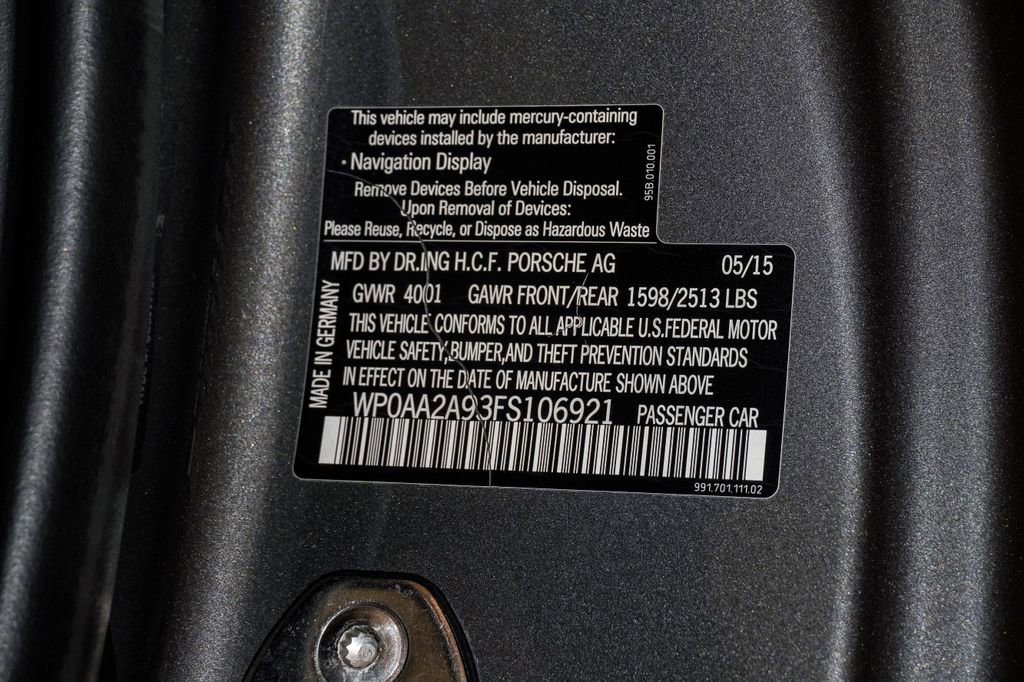 This vehicle may include mercury-containing
devices installed by the manufacturer:
• Navigation Display
Remove Devices Before Vehicle Disposal.
Upon Removal of Devices:
Please Reuse, Recycle, or Dispose as Hazardous Waste
95B.010.001
MFD BY DR.ING H.C.F. PORSCHE AG 05/15
GVWR 4001 GAWR FRONT/REAR 1598/2513 LBS
THIS VEHICLE CONFORMS TO ALL APPLICABLE U.S.FEDERAL MOTOR
VEHICLE SAFETY,BUMPER,AND THEFT PREVENTION STANDARDS
IN EFFECT ON THE DATE OF MANUFACTURE SHOWN ABOVE
MADE IN GERMANY
WP0AA2A93FS106921 PASSENGER CAR
991.701.111.02